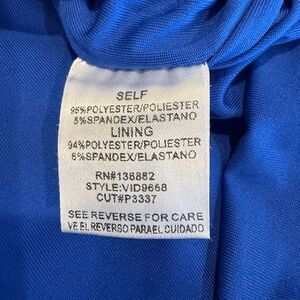 SELF
95%POLYESTER/POLIESTER
5%SPANDEX/ELASTANO
LINING
94%POLYESTER/POLIESTER
6%SPANDEX/ELASTANO
RN#136882
STYLE:VID9668
CUT#P3337
SEE REVERSE FOR CARE
VE EL REVERSO PARA EL CUIDADO